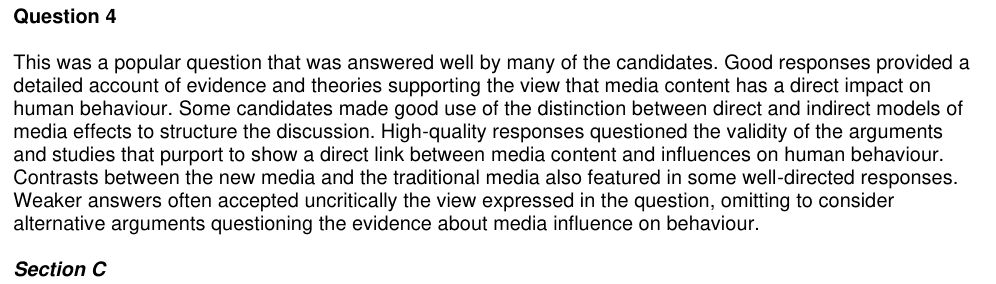 Question 4
This was a popular question that was answered well by many of the candidates. Good responses provided a
detailed account of evidence and theories supporting the view that media content has a direct impact on
human behaviour. Some candidates made good use of the distinction between direct and indirect models of
media effects to structure the discussion. High-quality responses questioned the validity of the arguments
and studies that purport to show a direct link between media content and influences on human behaviour.
Contrasts between the new media and the traditional media also featured in some well-directed responses.
Weaker answers often accepted uncritically the view expressed in the question, omitting to consider
alternative arguments questioning the evidence about media influence on behaviour.
Section C